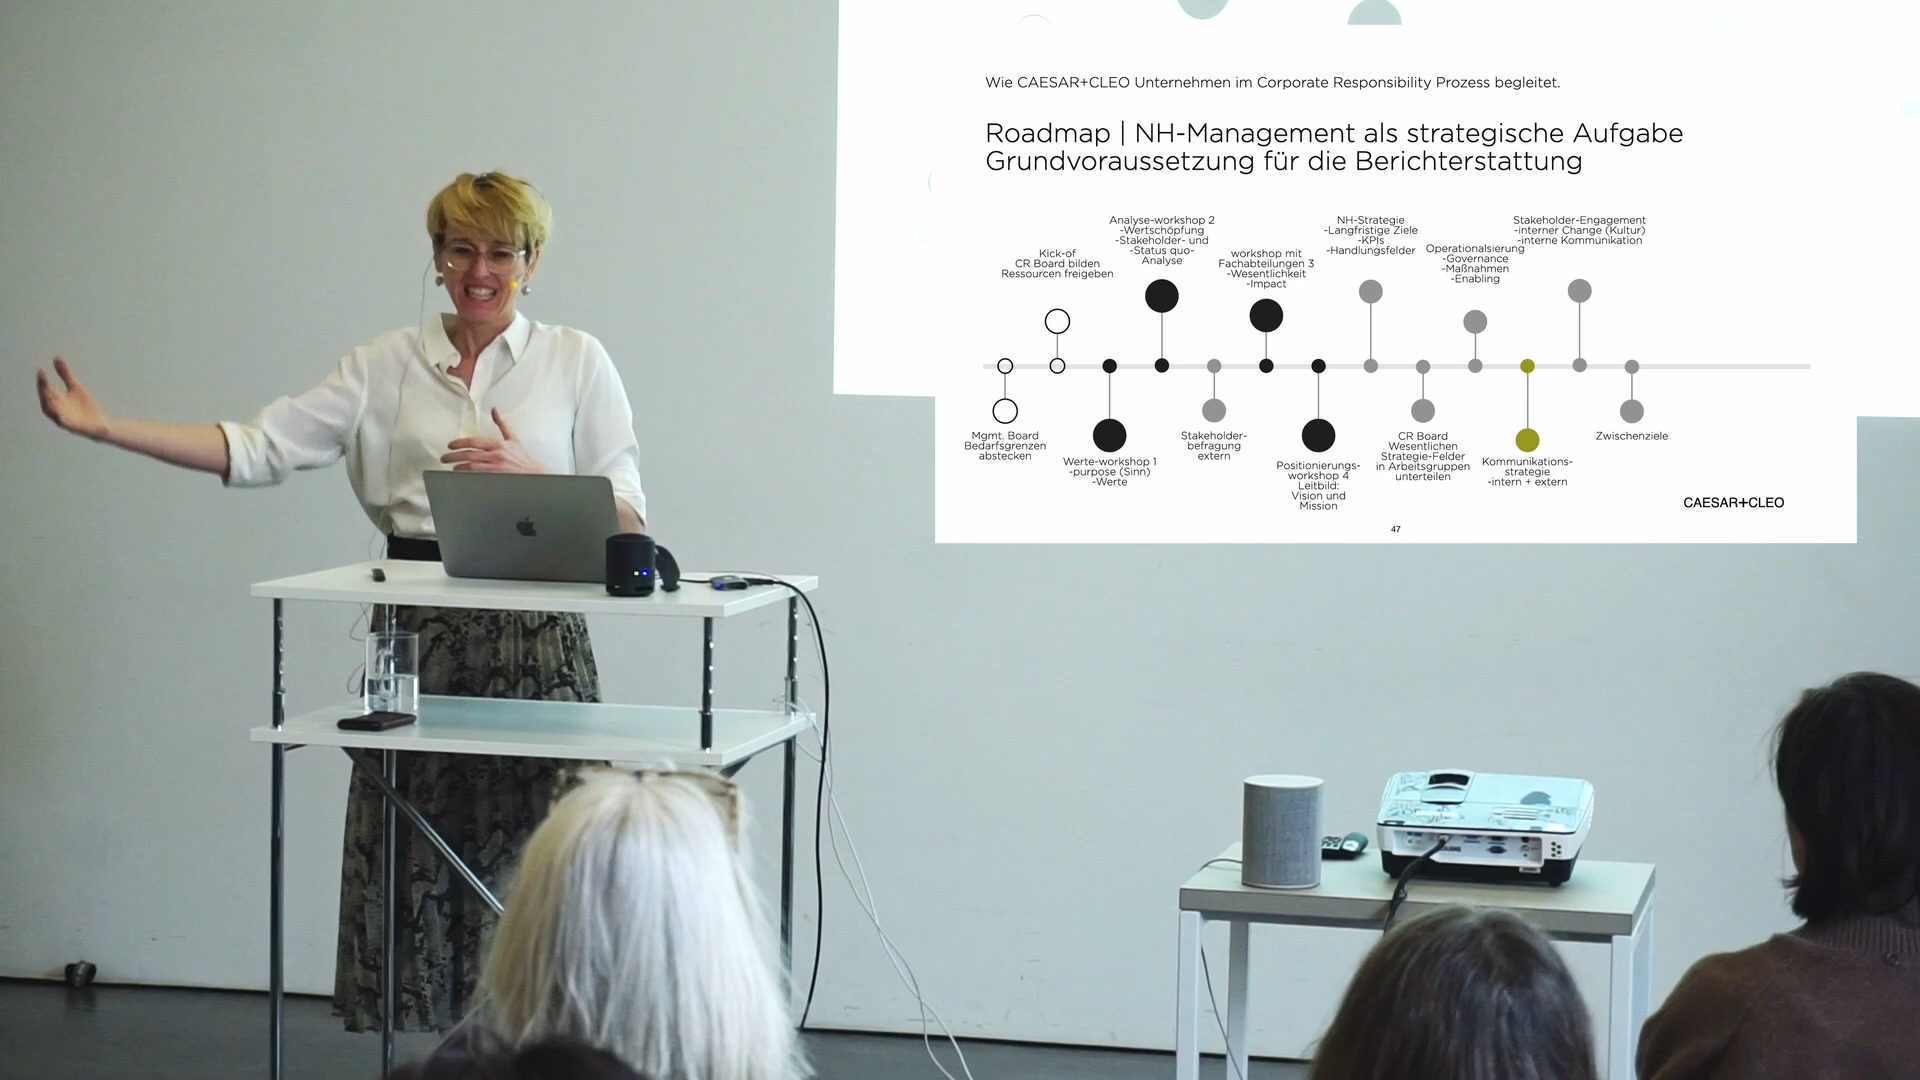 Wie CAESAR+CLEO Unternehmen im Corporate Responsibility Prozess begleitet.
Roadmap | NH-Management als strategische Aufgabe
Grundvoraussetzung für die Berichterstattung
Kick-of
CR Board bilden
Ressourcen freigeben
Analyse-workshop 2
-Wertschöpfung
-Stakeholder- und
-Status quo-
Analyse
workshop mit
Fachabteilungen 3
-Wesentlichkeit
-Impact
NH-Strategie
-Langfristige Ziele
-KPIs
-Handlungsfelder
Operationalsierung
-Governance
-Maßnahmen
-Enabling
Stakeholder-Engagement
-interner Change (Kultur)
-interne Kommunikation
Mgmt. Board
Bedarfsgrenzen
abstecken
Werte-workshop 1
-purpose (Sinn)
-Werte
Stakeholder-
befragung
extern
Positionierungs-
workshop 4
Leitbild:
Vision und
Mission
CR Board
Wesentlichen
Strategie-Felder
in Arbeitsgruppen
unterteilen
Kommunikations-
strategie
-intern + extern
Zwischenziele
CAESAR+CLEO
47